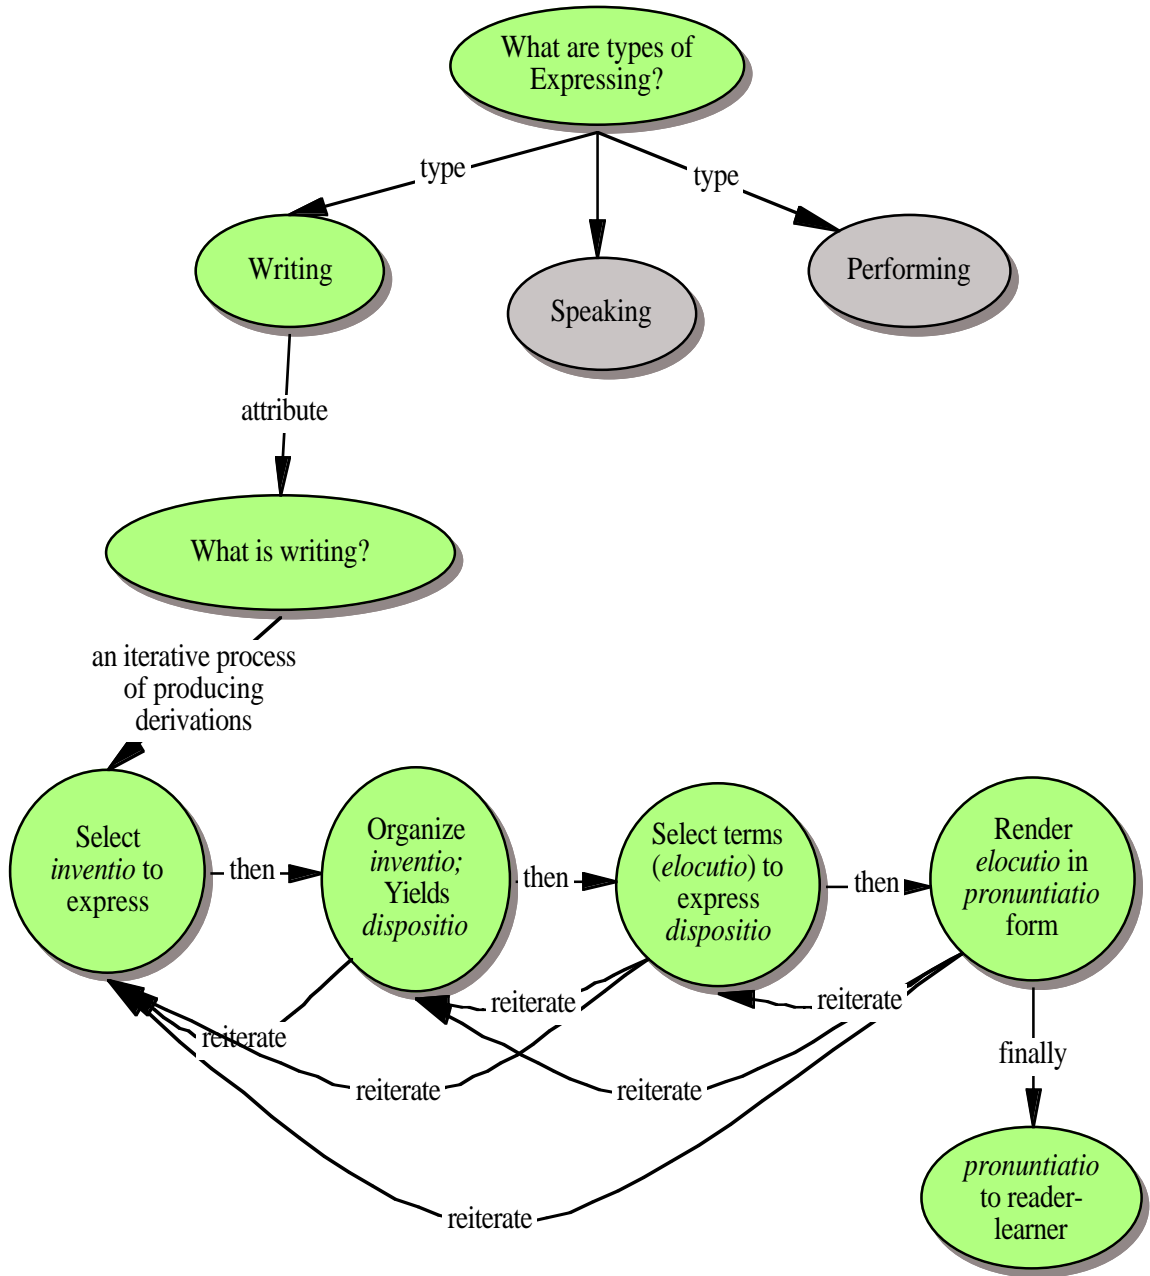 What are types of
Expressing?
type
type
Writing
Speaking
Performing
attribute
What is writing?
an iterative process
of producing
derivations
Select
inventio to
express
then
Organize
inventio;
Yields
dispositio
then
Select terms
(elocutio) to
express
dispositio
then
Render
elocutio in
pronuntiatio
form
reiterate
reiterate
reiterate
reiterate
reiterate
reiterate
finally
pronuntiatio
to reader-
learner